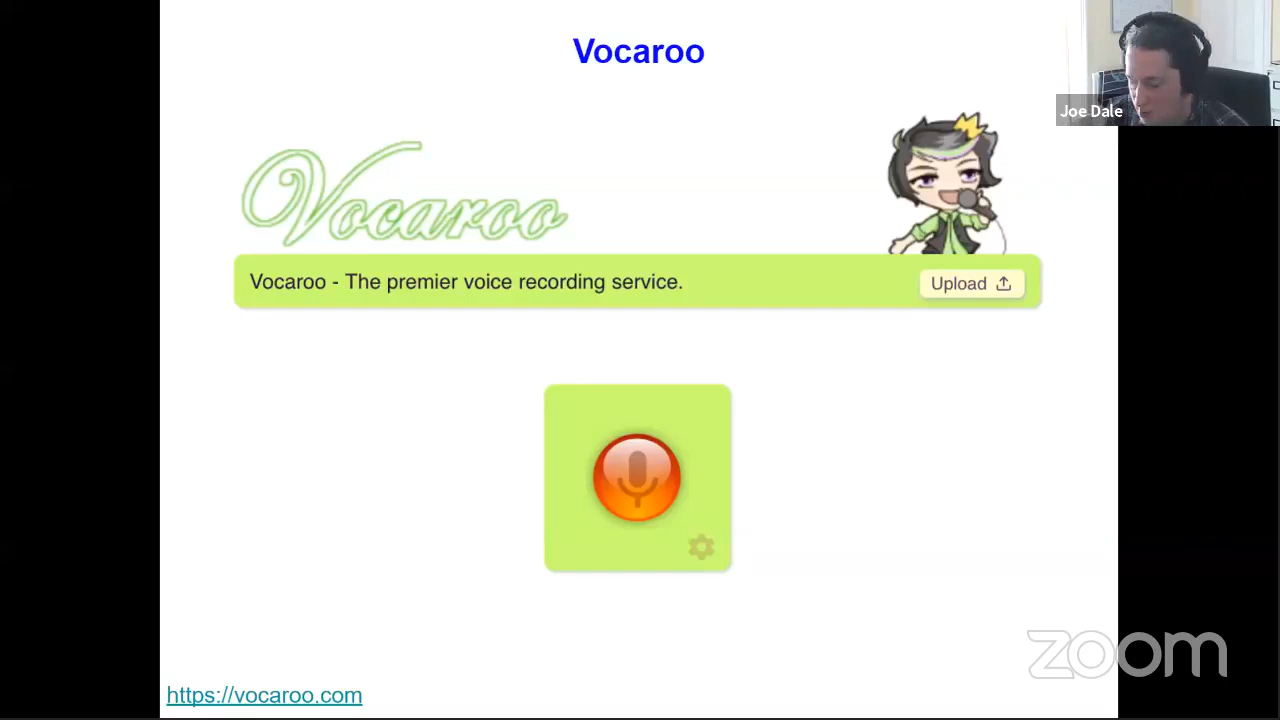 Vocaroo
Joe Dale
Vocaroo
Vocaroo - The premier voice recording service.
Upload
zoom
https://vocaroo.com